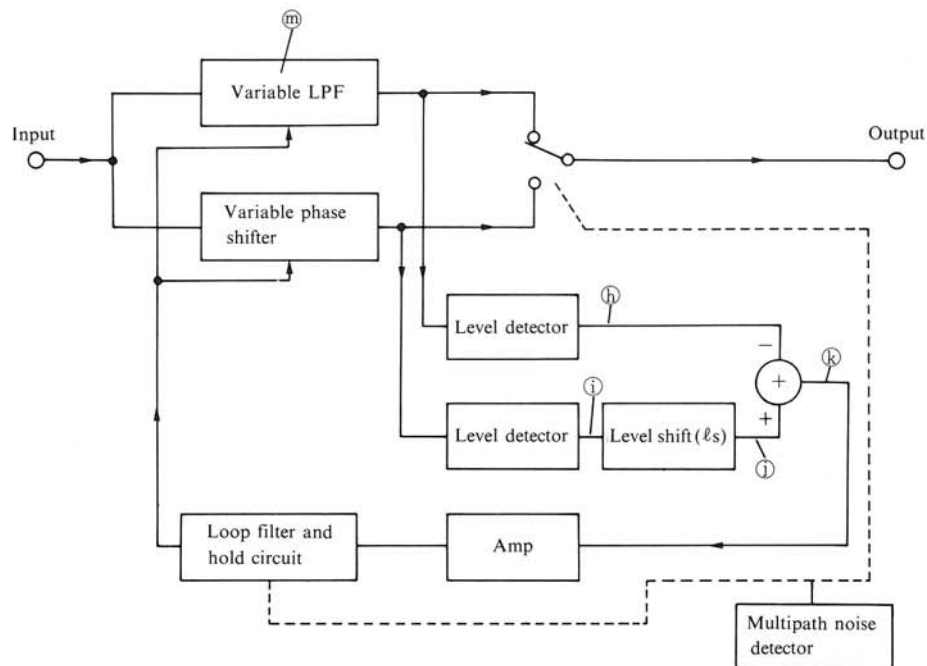 ⓜ
Variable LPF
Input
Output
Variable phase
shifter
Level detector
ⓗ
−
+
ⓚ
+
ⓘ
Level detector
Level shift (ℓs)
ⓙ
Loop filter and
hold circuit
Amp
Multipath noise
detector